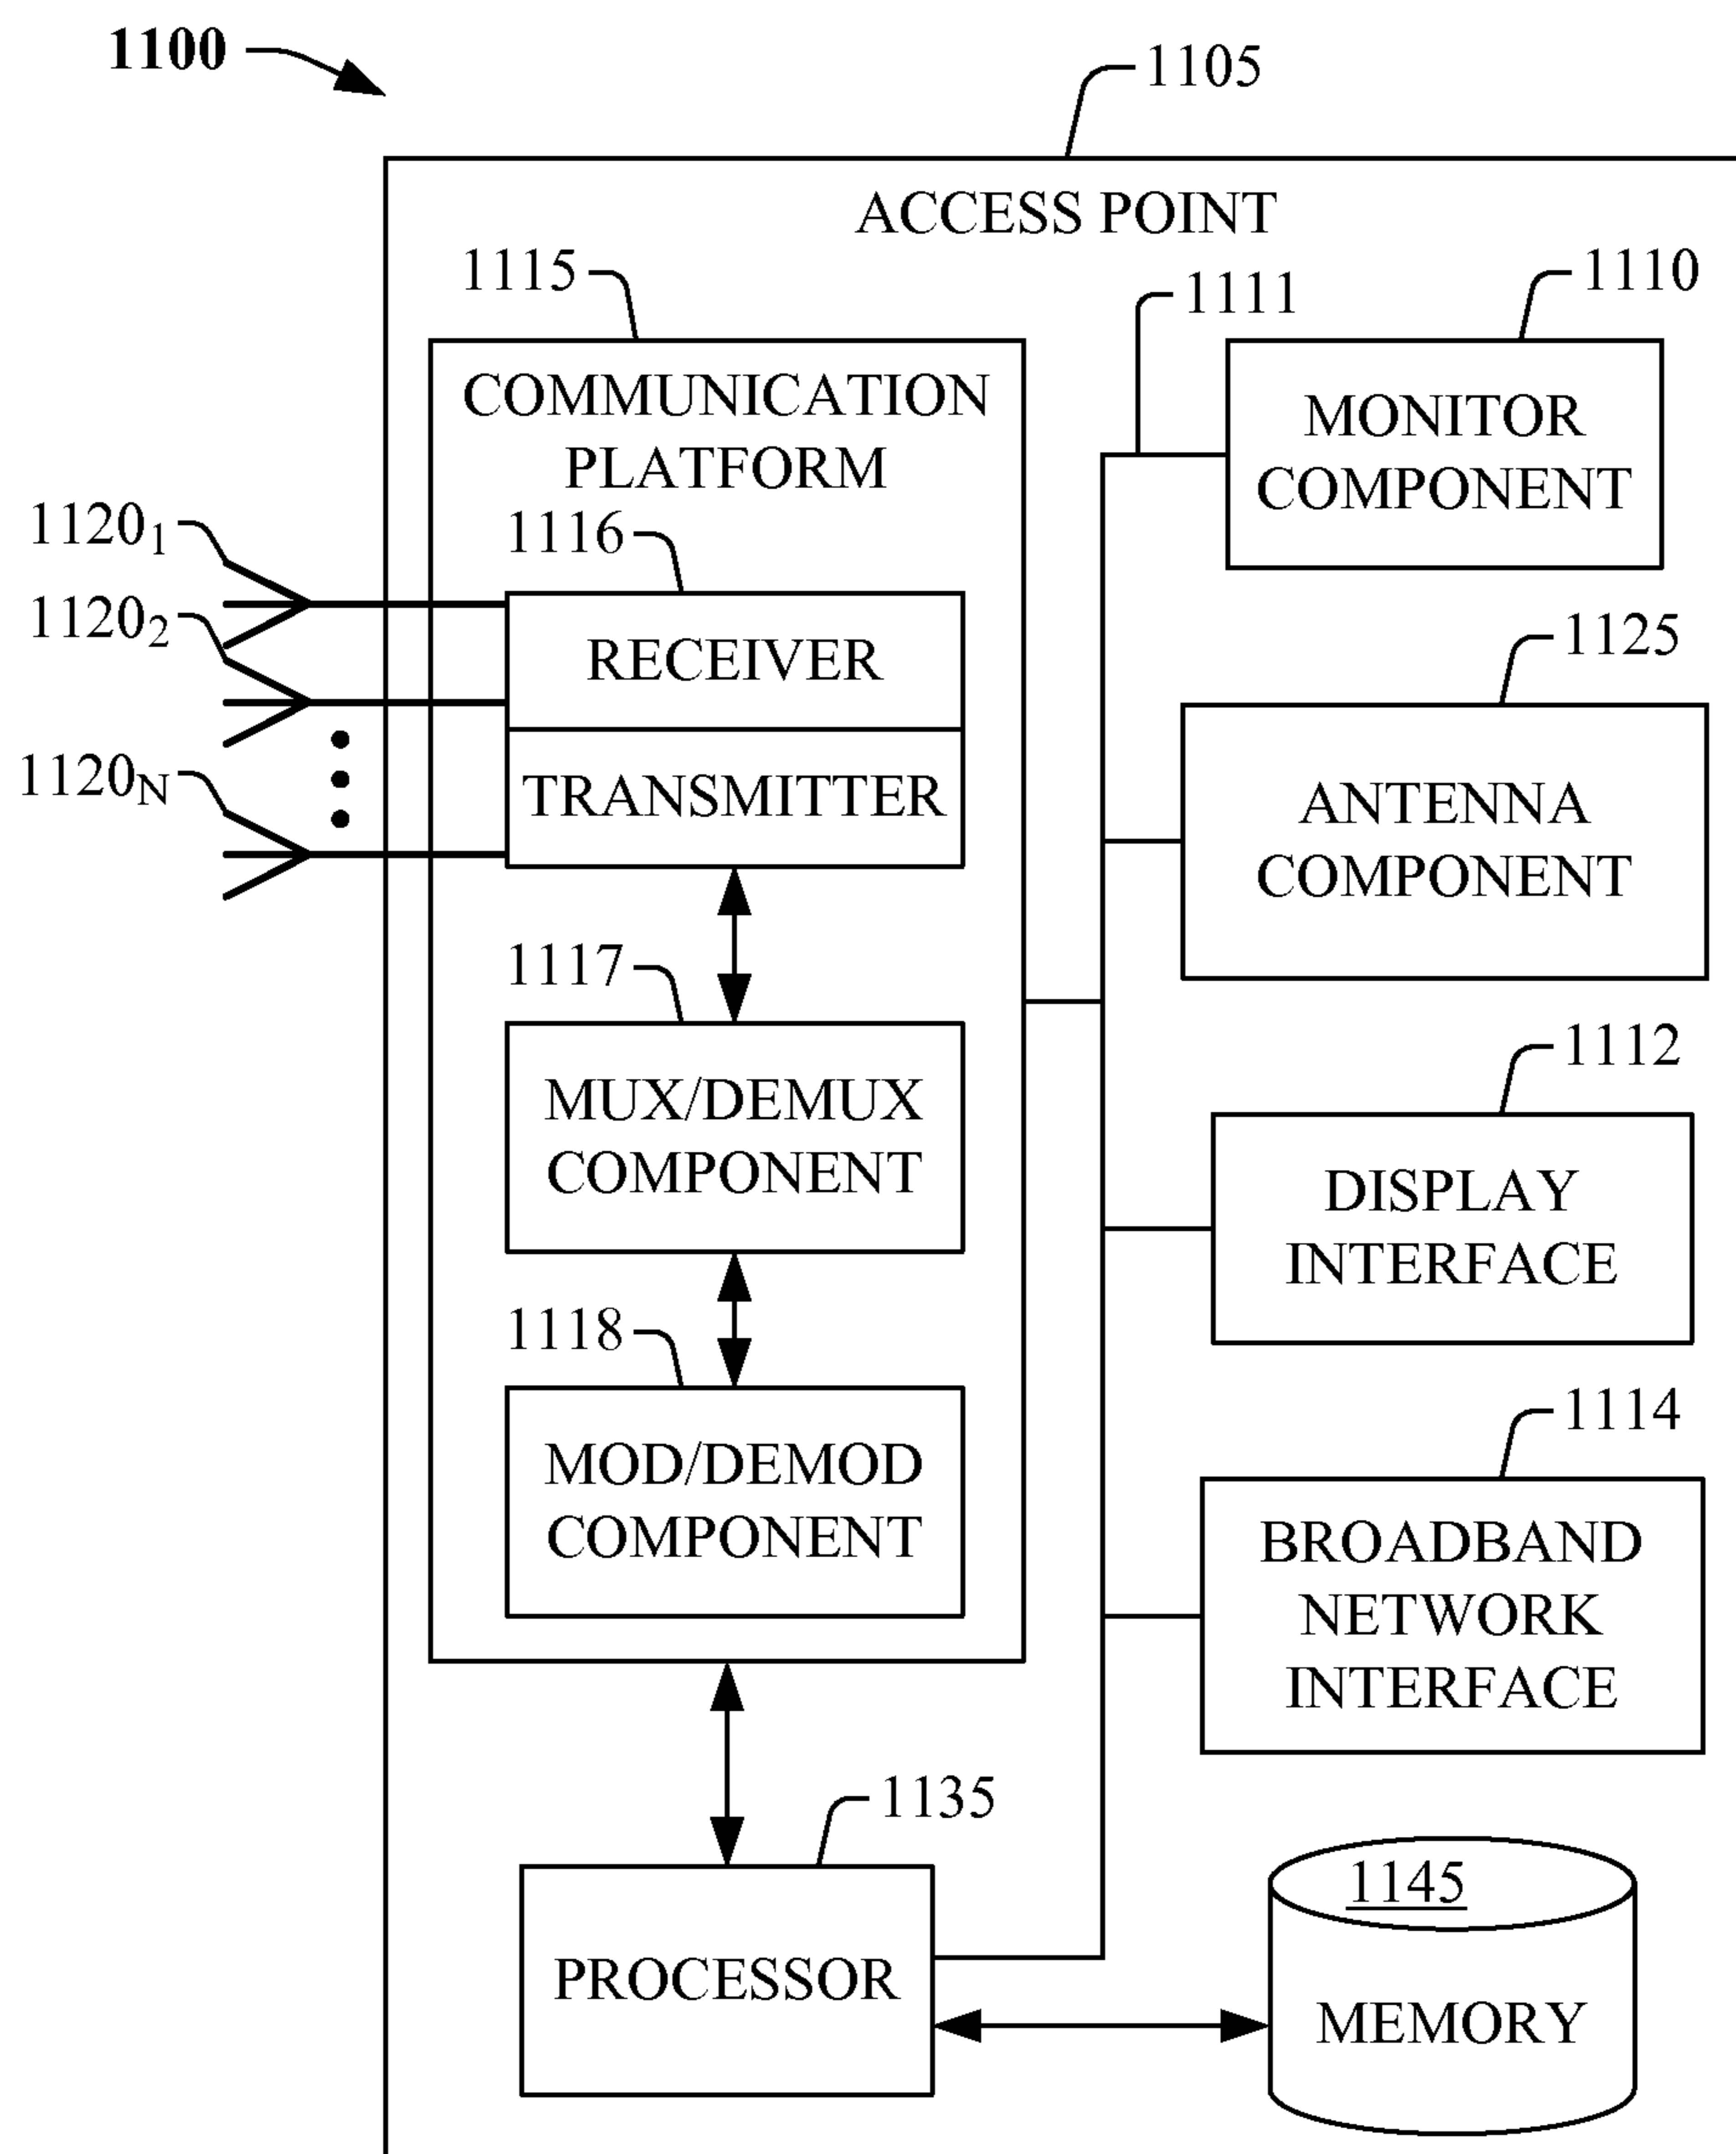 1100
1105
ACCESS POINT
1115
1111
1110
COMMUNICATION
PLATFORM
MONITOR
COMPONENT
1120₁
1116
1120₂
RECEIVER
1125
1120N
TRANSMITTER
ANTENNA
COMPONENT
1117
MUX/DEMUX
COMPONENT
1112
DISPLAY
INTERFACE
1118
MOD/DEMOD
COMPONENT
1114
BROADBAND
NETWORK
INTERFACE
1135
PROCESSOR
1145
MEMORY